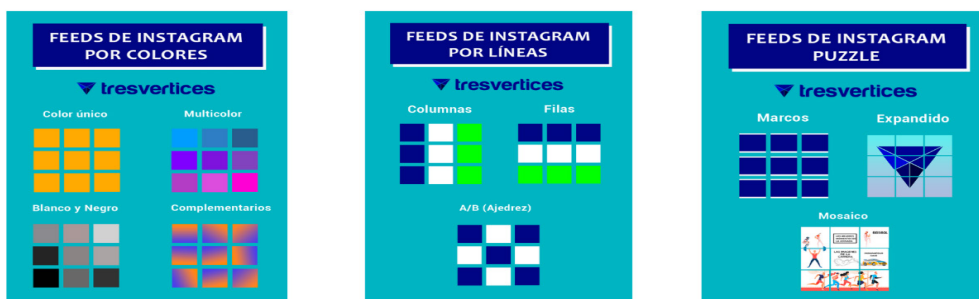 FEEDS DE INSTAGRAM
POR COLORES
tresvertices
Color único
Multicolor
Blanco y Negro
Complementarios
FEEDS DE INSTAGRAM
POR LÍNEAS
tresvertices
Columnas
Filas
A/B (Ajedrez)
FEEDS DE INSTAGRAM
PUZZLE
tresvertices
Marcos
Expandido
Mosaico